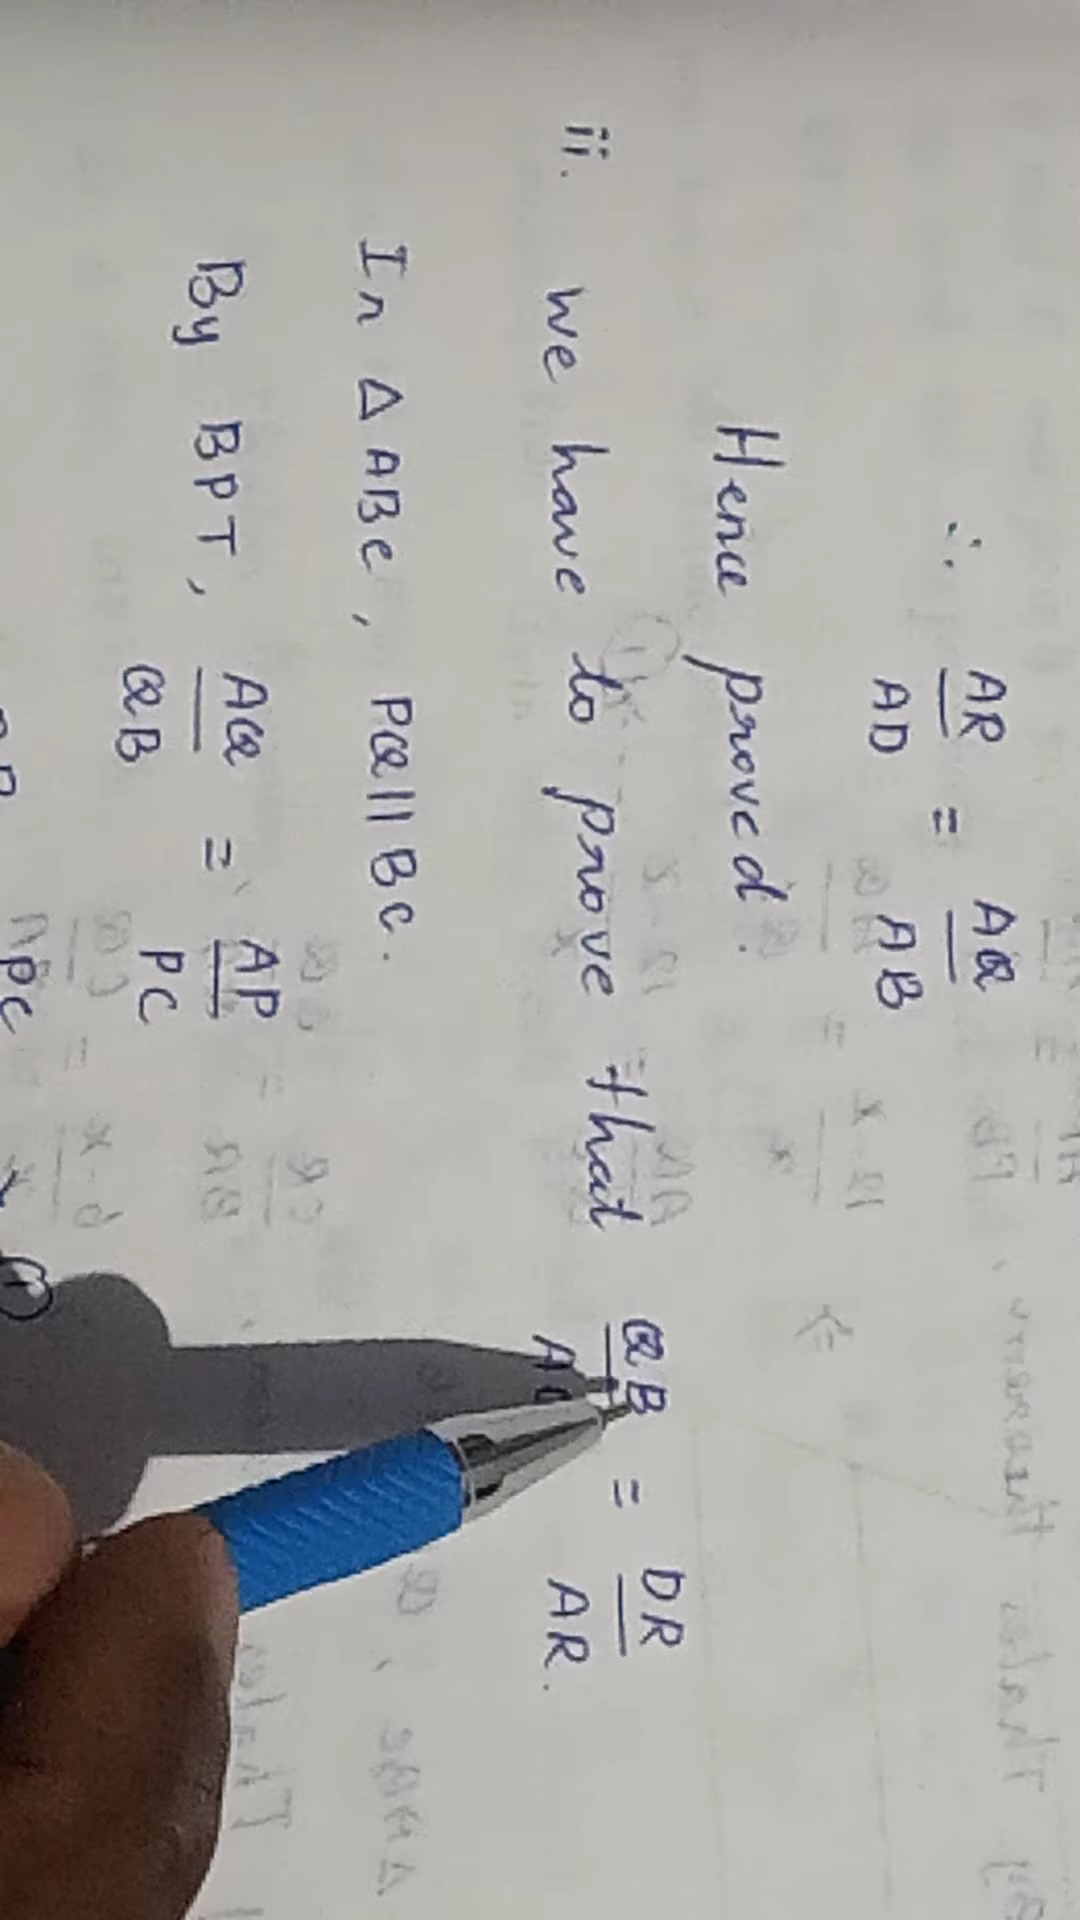 ∴ AR/AD = AQ/AB
Hence proved.
ii. We have to prove that QB/AQ = DR/AR.
In Δ ABC, PQ || BC.
By BPT, AQ/QB = AP/PC